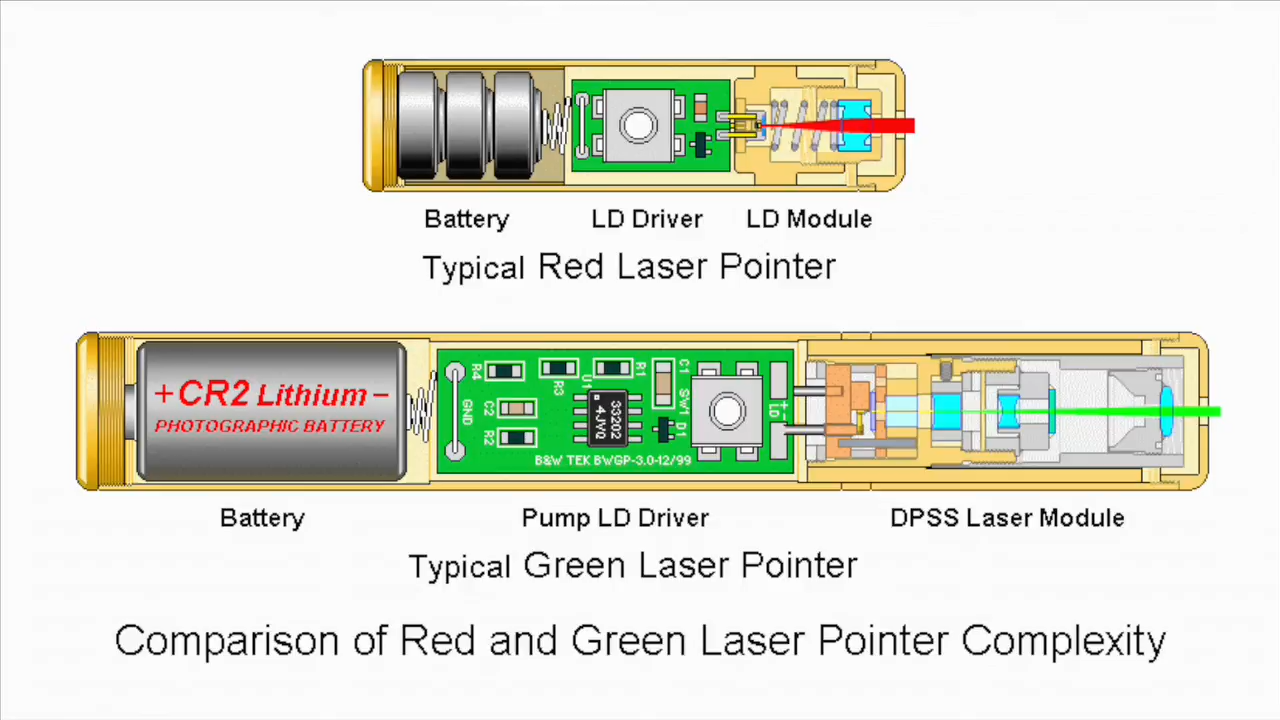 Battery LD Driver LD Module
Typical Red Laser Pointer
+CR2 Lithium–
PHOTOGRAPHIC BATTERY
R4
GND
C2
R2
R3
U1
33202
4JVQ
R1
C1
SW1
D1
+
LD
-
B&W TEK BWGP-3.0-12/99
Battery Pump LD Driver DPSS Laser Module
Typical Green Laser Pointer
Comparison of Red and Green Laser Pointer Complexity